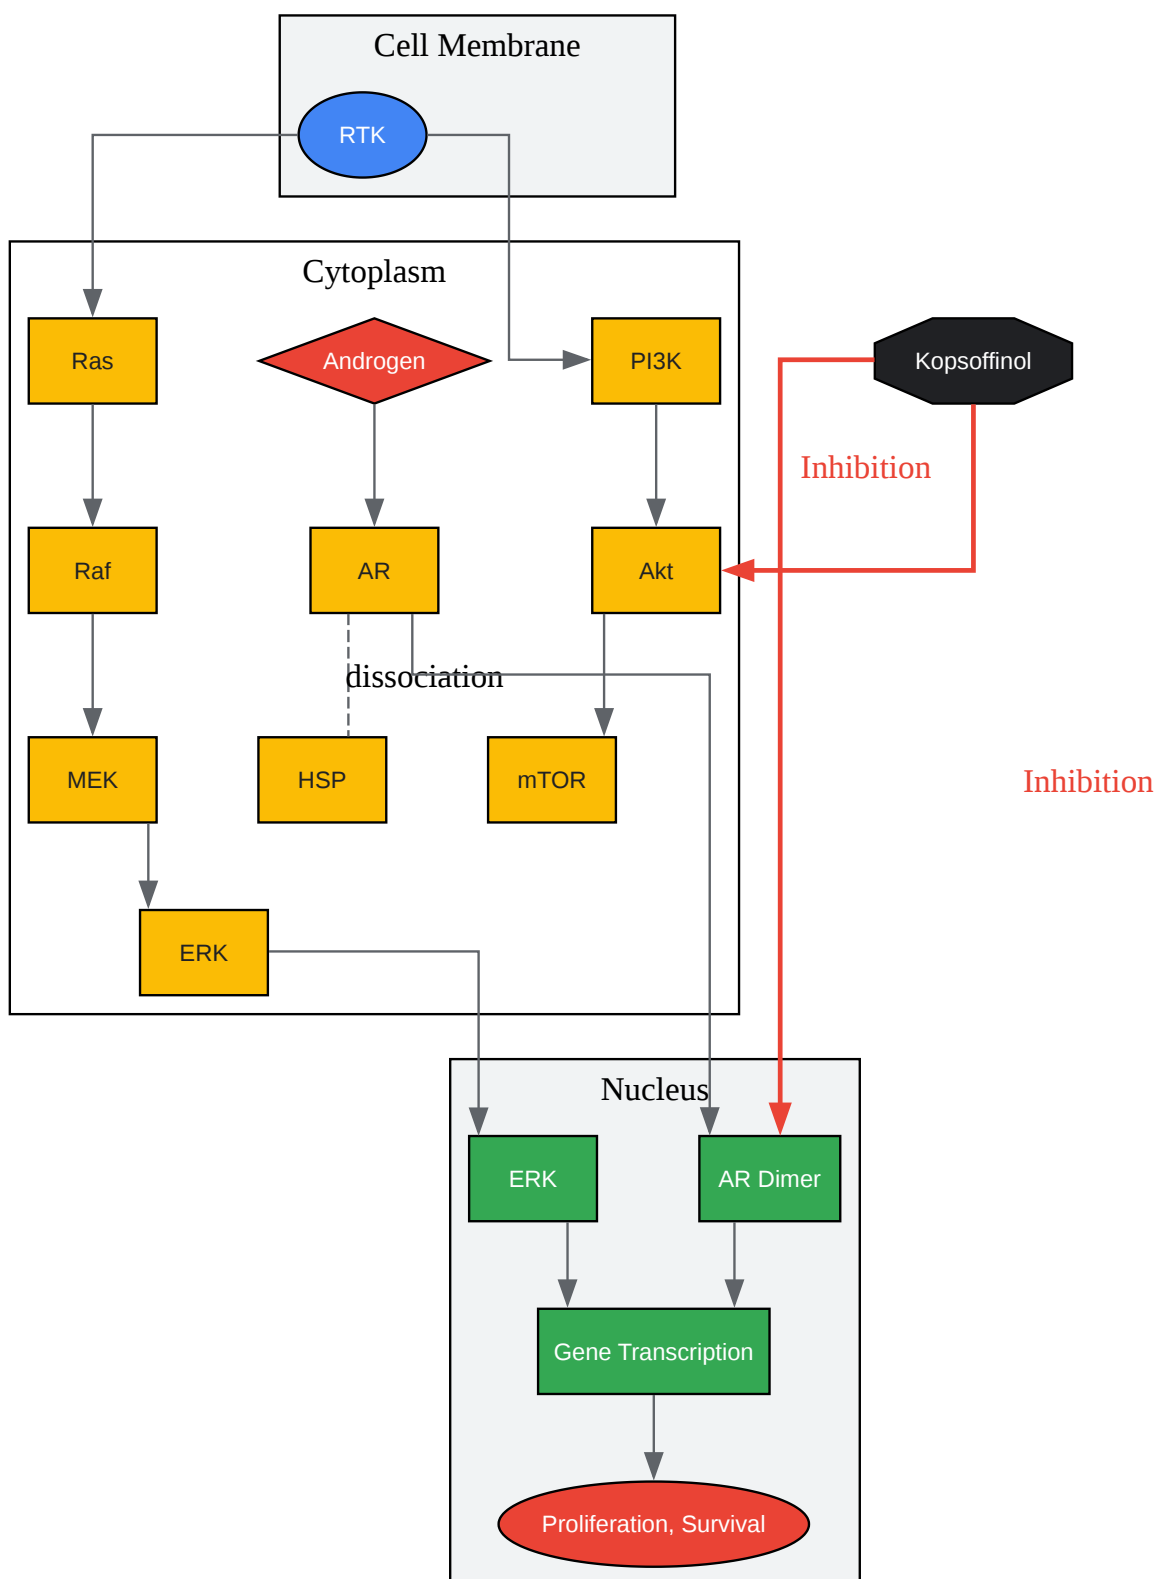 Cell Membrane
RTK
Cytoplasm
Ras
Androgen
PI3K
Kopsoffinol
Inhibition
Raf
AR
Akt
dissociation
MEK
HSP
mTOR
Inhibition
ERK
Nucleus
ERK
AR Dimer
Gene Transcription
Proliferation, Survival